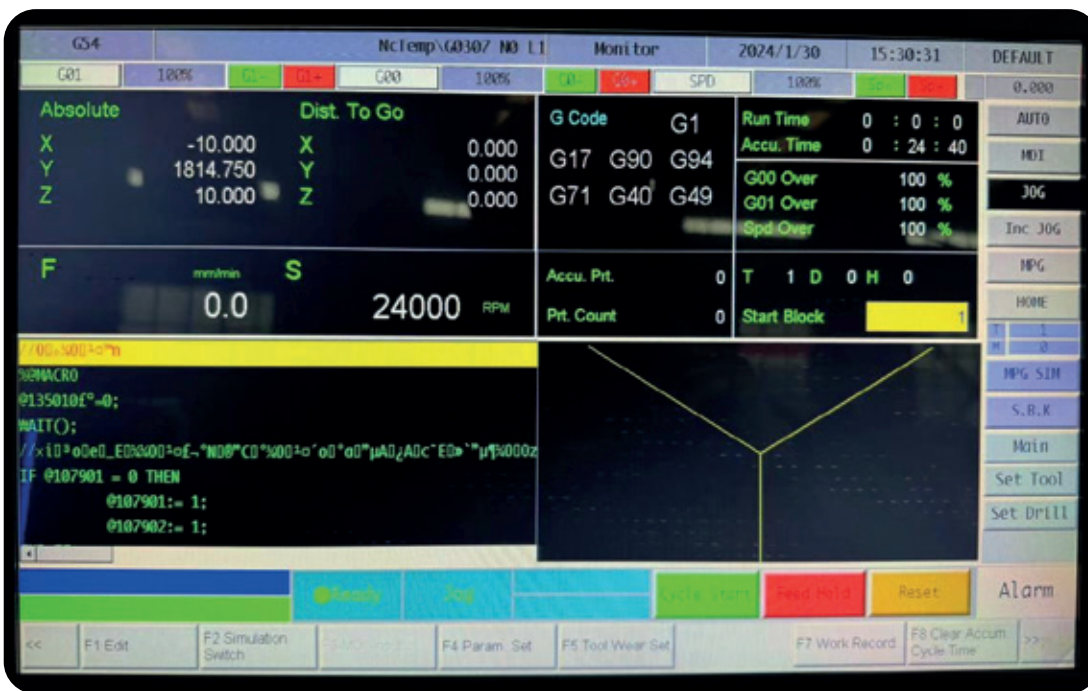 G54 NcTemp\G0307 N0 L1 Monitor 2024/1/30 15:30:31 DEFAULT
G01 100% G1- G1+ G00 100% G0- G0+ SPD 100% Sp- Sp+ 0.000
Absolute Dist. To Go
X -10.000 X 0.000
Y 1814.750 Y 0.000
Z 10.000 Z 0.000
G Code G1
G17 G90 G94
G71 G40 G49
Run Time 0 : 0 : 0
Accu. Time 0 : 24 : 40
G00 Over 100 %
G01 Over 100 %
Spd Over 100 %
F mm/min S
0.0 24000 RPM
Accu. Prt. 0
Prt. Count 0
T 1 D 0 H 0
Start Block 1
AUTO
MDI
JOG
Inc JOG
MPG
HOME
T 1
M 0
MPG SIM
S.B.K
Main
Set Tool
Set Drill
%@MACRO
WAIT();
IF @107901 = 0 THEN
@107901:= 1;
@107902:= 1;
Ready Jog Cycle Start Feed Hold Reset Alarm
<< F1 Edit F2 Simulation Switch F4 Param. Set F5 Tool Wear Set F7 Work Record F8 Clear Accum. Cycle Time >>